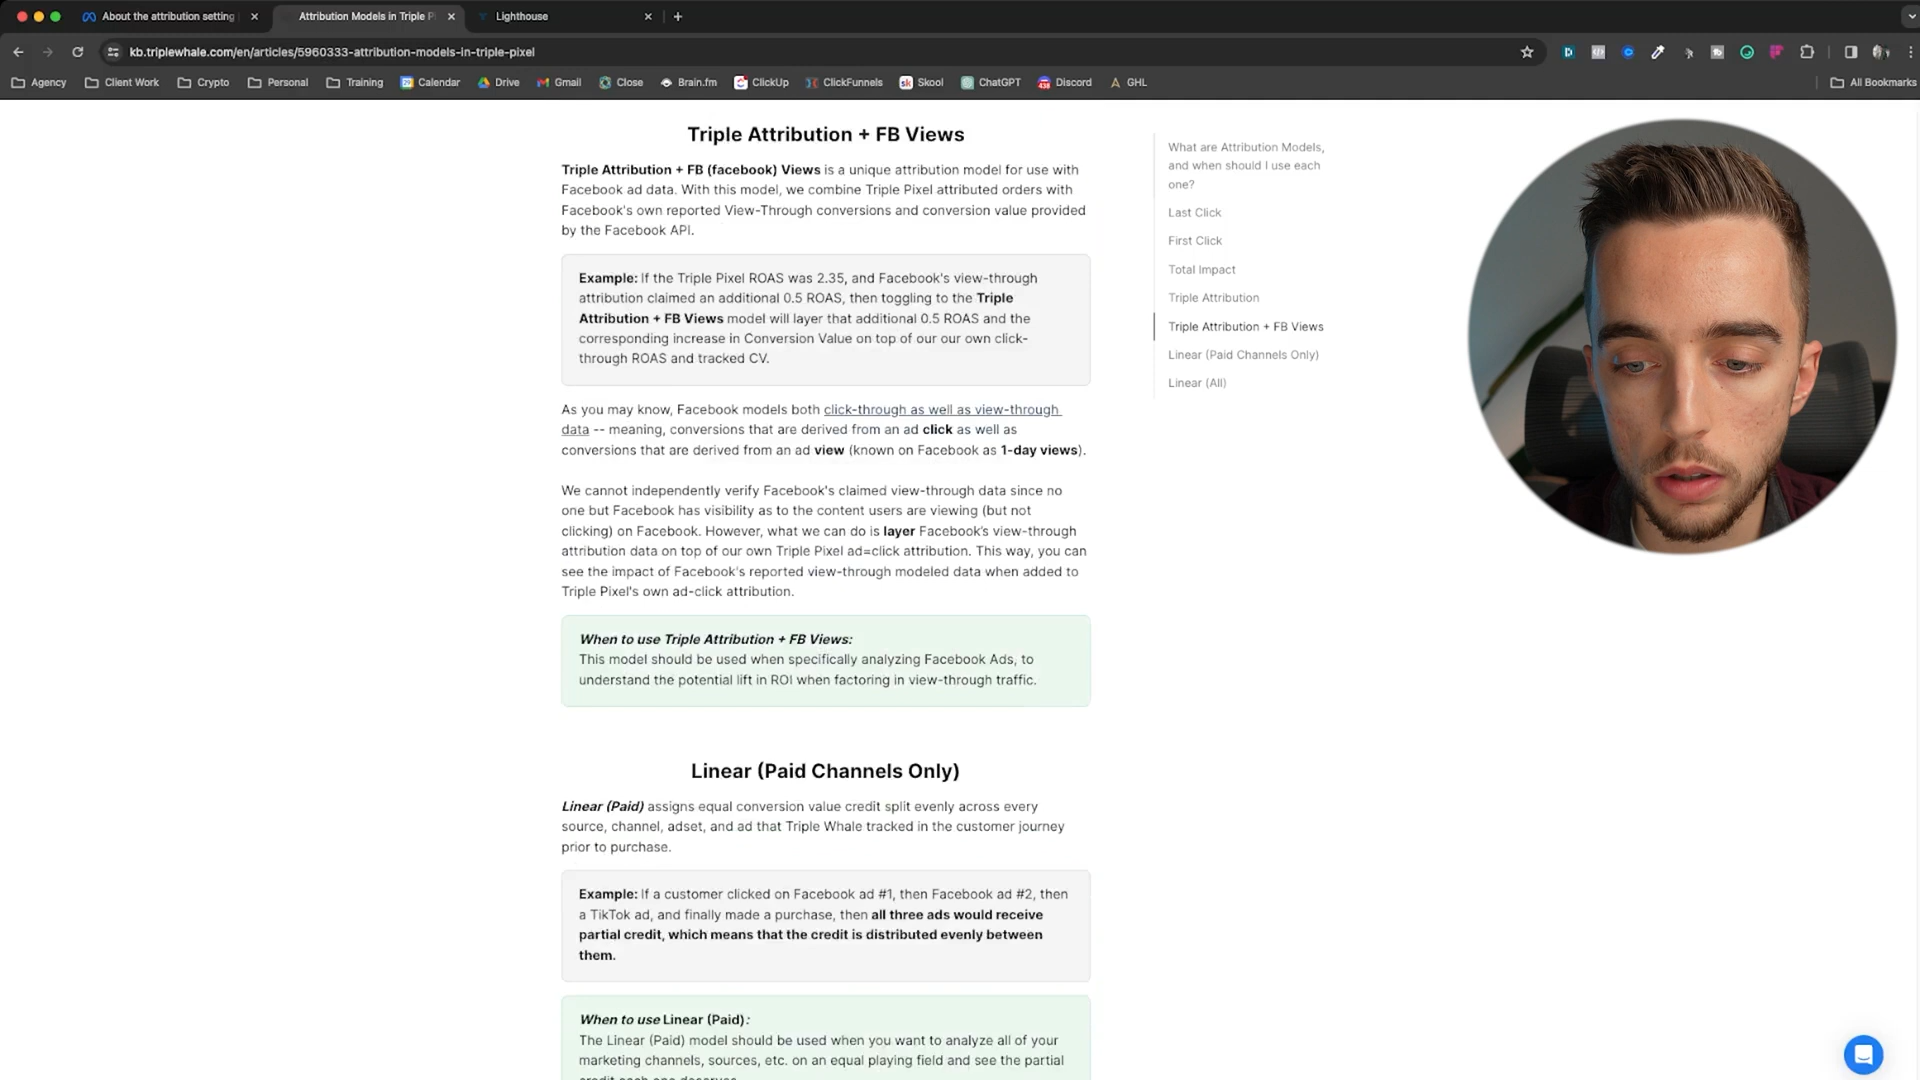 About the attribution setting
Attribution Models in Triple P
Lighthouse
kb.triplewhale.com/en/articles/5960333-attribution-models-in-triple-pixel
Agency
Client Work
Crypto
Personal
Training
Calendar
Drive
Gmail
Close
Brain.fm
ClickUp
ClickFunnels
sk
Skool
ChatGPT
438
Discord
GHL
All Bookmarks
Triple Attribution + FB Views
Triple Attribution + FB (facebook) Views is a unique attribution model for use with
Facebook ad data. With this model, we combine Triple Pixel attributed orders with
Facebook's own reported View-Through conversions and conversion value provided
by the Facebook API.
Example: If the Triple Pixel ROAS was 2.35, and Facebook's view-through
attribution claimed an additional 0.5 ROAS, then toggling to the Triple
Attribution + FB Views model will layer that additional 0.5 ROAS and the
corresponding increase in Conversion Value on top of our our own click-
through ROAS and tracked CV.
As you may know, Facebook models both click-through as well as view-through
data -- meaning, conversions that are derived from an ad click as well as
conversions that are derived from an ad view (known on Facebook as 1-day views).
We cannot independently verify Facebook's claimed view-through data since no
one but Facebook has visibility as to the content users are viewing (but not
clicking) on Facebook. However, what we can do is layer Facebook's view-through
attribution data on top of our own Triple Pixel ad=click attribution. This way, you can
see the impact of Facebook's reported view-through modeled data when added to
Triple Pixel's own ad-click attribution.
When to use Triple Attribution + FB Views:
This model should be used when specifically analyzing Facebook Ads, to
understand the potential lift in ROI when factoring in view-through traffic.
Linear (Paid Channels Only)
Linear (Paid) assigns equal conversion value credit split evenly across every
source, channel, adset, and ad that Triple Whale tracked in the customer journey
prior to purchase.
Example: If a customer clicked on Facebook ad #1, then Facebook ad #2, then
a TikTok ad, and finally made a purchase, then all three ads would receive
partial credit, which means that the credit is distributed evenly between
them.
When to use Linear (Paid):
The Linear (Paid) model should be used when you want to analyze all of your
marketing channels, sources, etc. on an equal playing field and see the partial
credit each one deserves
What are Attribution Models,
and when should I use each
one?
Last Click
First Click
Total Impact
Triple Attribution
Triple Attribution + FB Views
Linear (Paid Channels Only)
Linear (All)